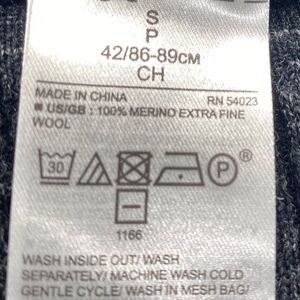 S
P
42/86-89CM
CH
MADE IN CHINA RN 54023
■ US/GB : 100% MERINO EXTRA FINE
WOOL
30 P ®
1166
WASH INSIDE OUT/ WASH
SEPARATELY/ MACHINE WASH COLD
GENTLE CYCLE/ WASH IN MESH BAG/